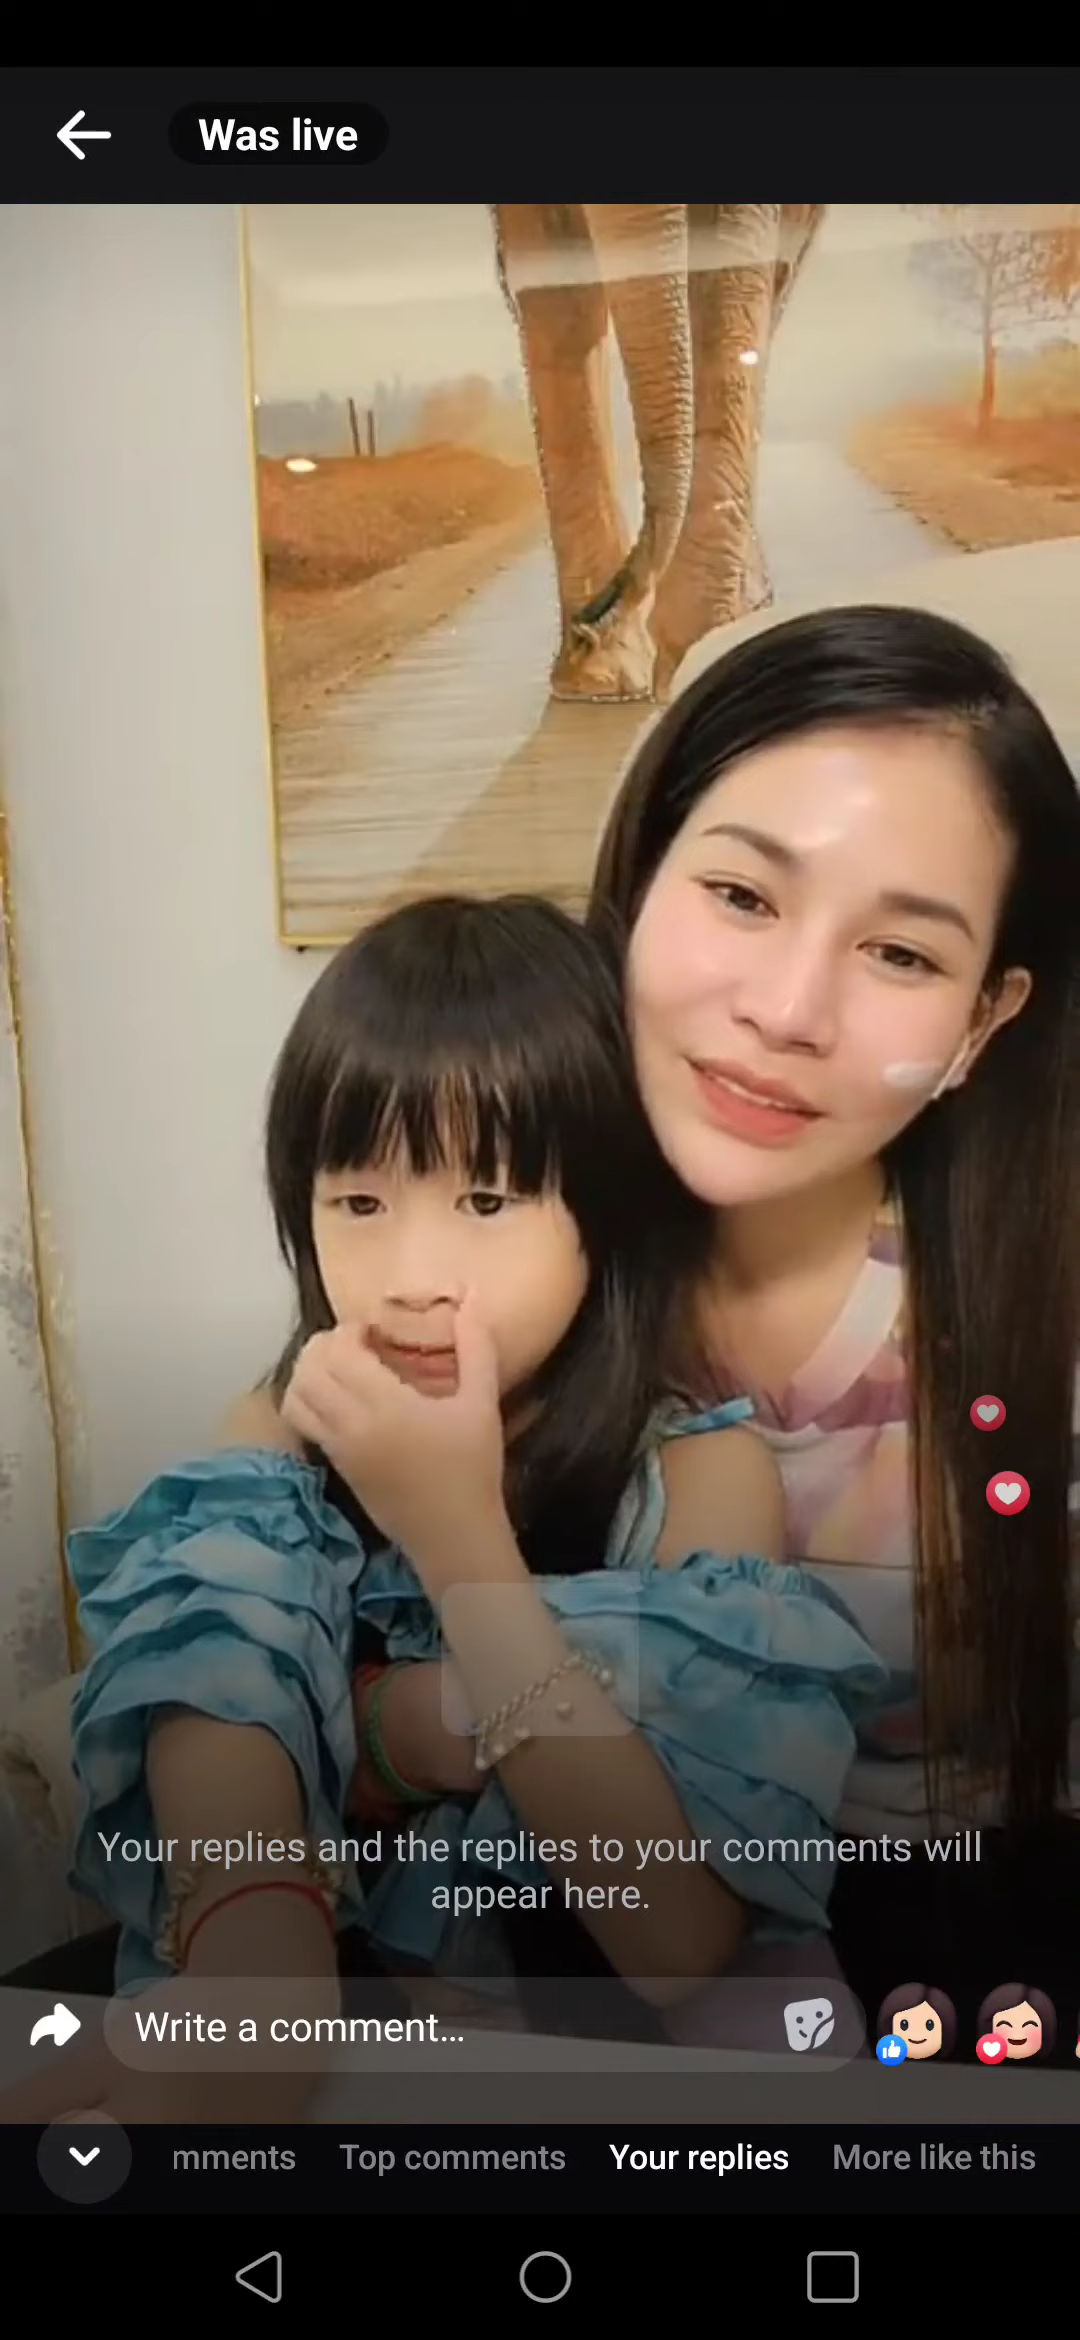 Was live
Your replies and the replies to your comments will
appear here.
Write a comment...
mments
Top comments
Your replies
More like this